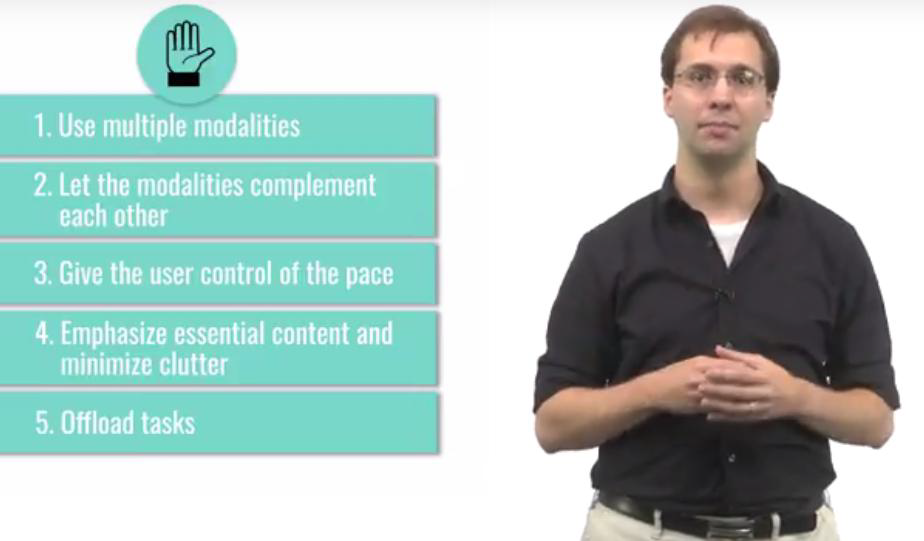 1. Use multiple modalities
2. Let the modalities complement
each other
3. Give the user control of the pace
4. Emphasize essential content and
minimize clutter
5. Offload tasks